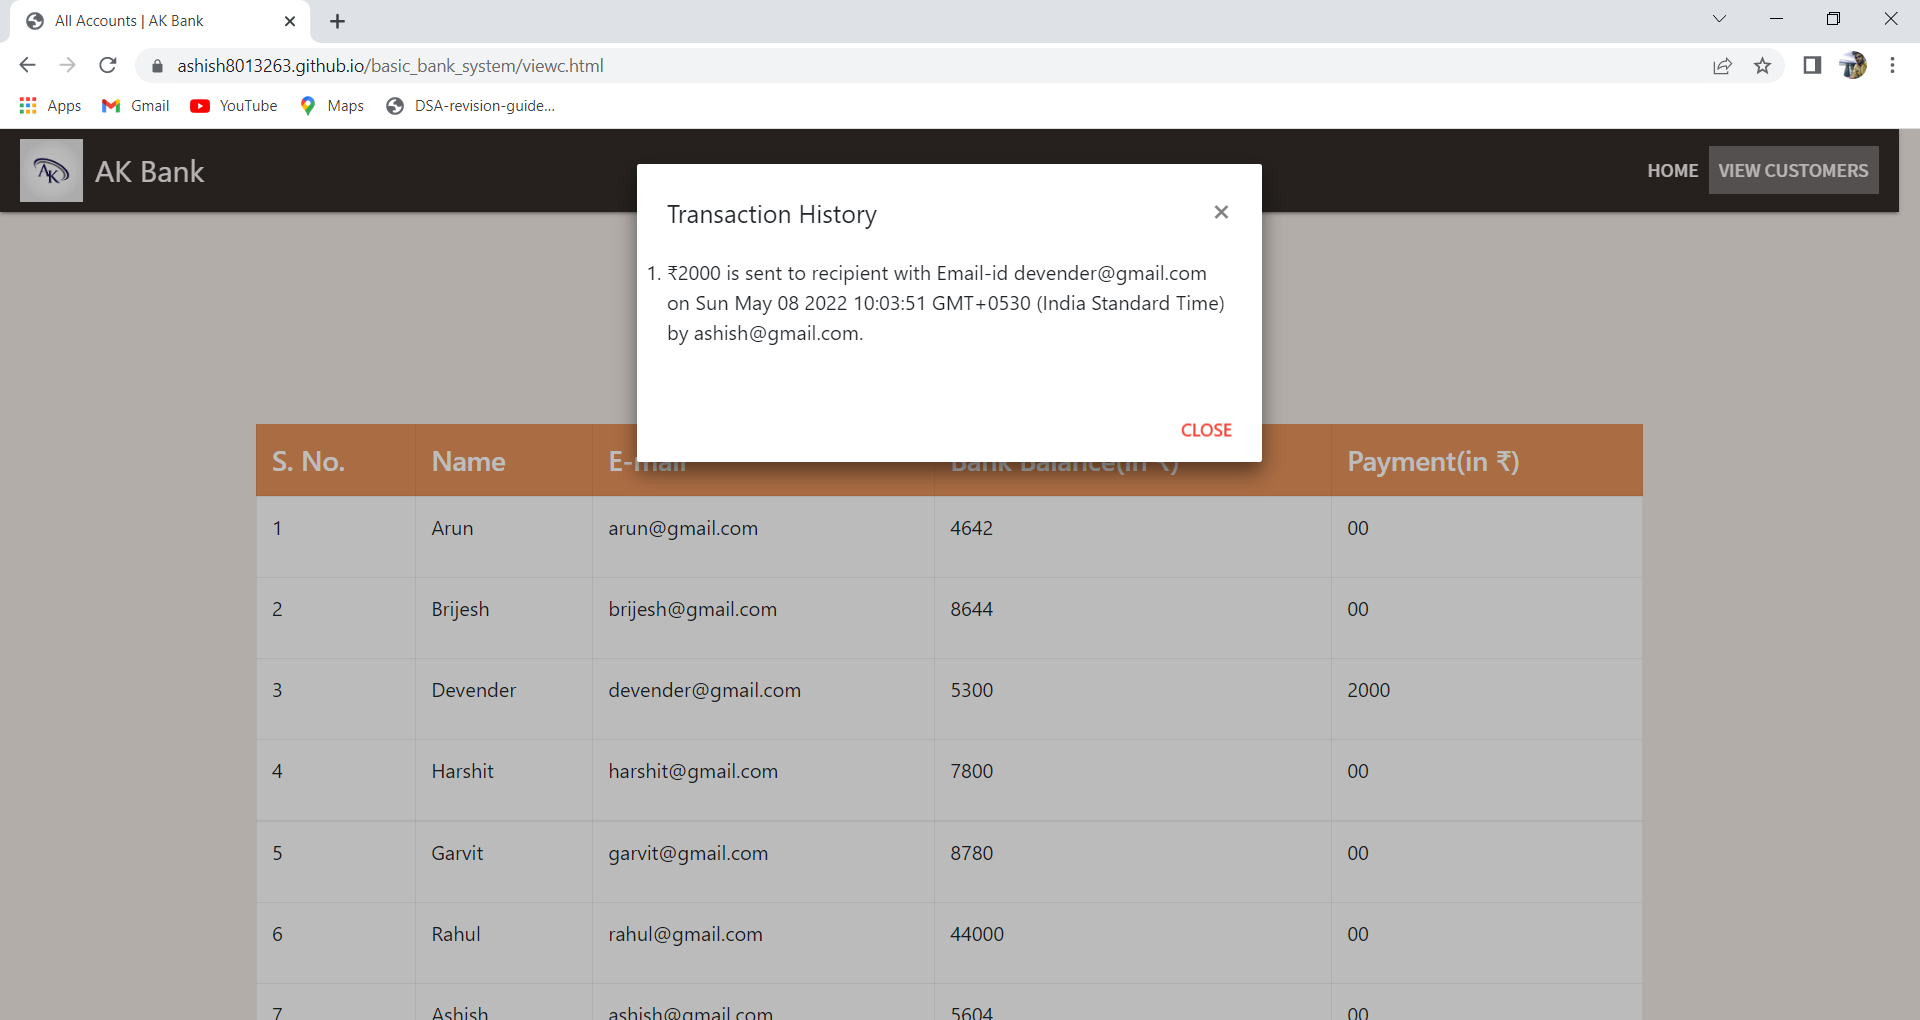 All Accounts | AK Bank
ashish8013263.github.io/basic_bank_system/viewc.html
Apps Gmail YouTube Maps DSA-revision-guide...
AK AK Bank HOME VIEW CUSTOMERS
Transaction History ×
1. ₹2000 is sent to recipient with Email-id devender@gmail.com
on Sun May 08 2022 10:03:51 GMT+0530 (India Standard Time)
by ashish@gmail.com.
CLOSE
S. No. Name E-mail Bank Balance(in ₹) Payment(in ₹)
1 Arun arun@gmail.com 4642 00
2 Brijesh brijesh@gmail.com 8644 00
3 Devender devender@gmail.com 5300 2000
4 Harshit harshit@gmail.com 7800 00
5 Garvit garvit@gmail.com 8780 00
6 Rahul rahul@gmail.com 44000 00
7 Ashish ashish@gmail.com 5604 00